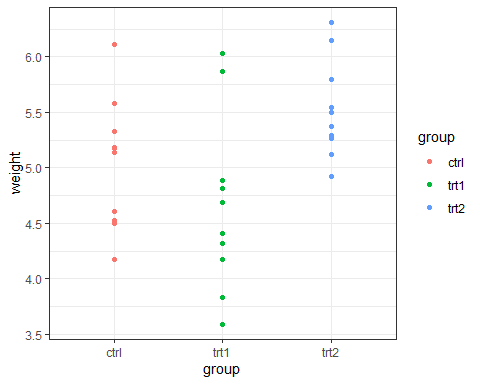 6.0
5.5
5.0
4.5
4.0
3.5
weight
ctrl
trt1
trt2
group
group
ctrl
trt1
trt2